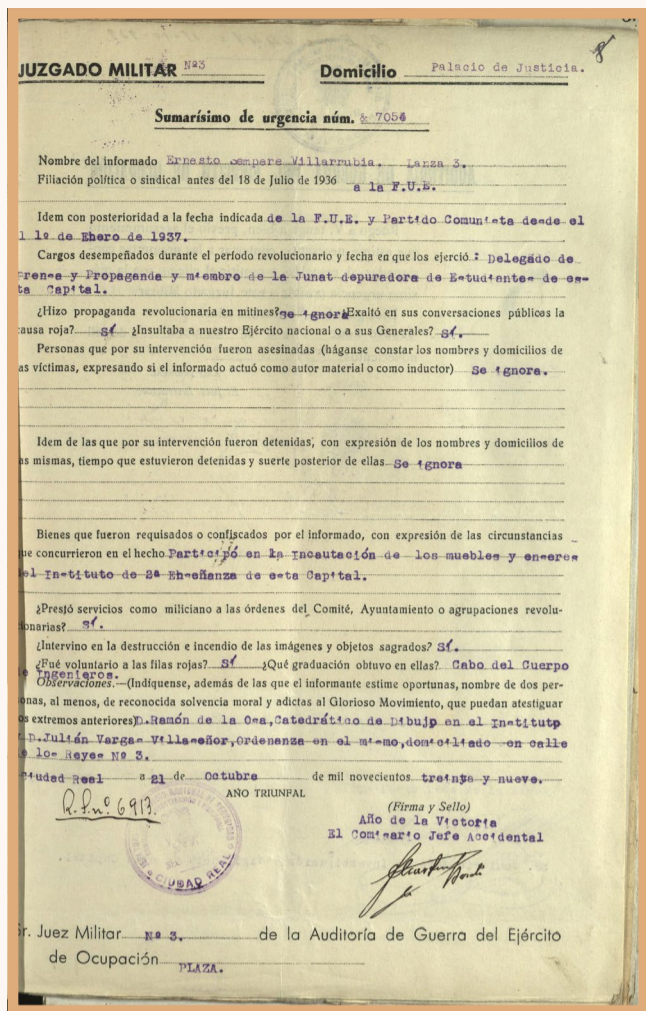 JUZGADO MILITAR Nº3 Domicilio Palacio de Justicia.
Sumarísimo de urgencia núm. 7054
Nombre del informado Ernesto Sempere Villarrubia. Lanza 3.
Filiación política o sindical antes del 18 de Julio de 1936 a la F.U.E.
Idem con posterioridad a la fecha indicada de la F.U.E. y Partido Comunista desde el
1 1º de Enero de 1937.
Cargos desempeñados durante el período revolucionario y fecha en que los ejerció: Delegado de
rensa y Propaganda y miembro de la Junat depuradora de Estudiantes de es-
ta Capital.
¿Hizo propaganda revolucionaria en mitines? se ignora ¿Exaltó en sus conversaciones públicas la
causa roja? sí ¿Insultaba a nuestro Ejército nacional o a sus Generales? sí.
Personas que por su intervención fueron asesinadas (háganse constar los nombres y domicilios de
as víctimas, expresando si el informado actuó como autor material o como inductor) Se ignora.
Idem de las que por su intervención fueron detenidas, con expresión de los nombres y domicilios de
as mismas, tiempo que estuvieron detenidas y suerte posterior de ellas Se ignora
Bienes que fueron requisados o confiscados por el informado, con expresión de las circunstancias
ue concurrieron en el hecho Participó en la Incautación de los muebles y enseres
el Instituto de 2ª Enseñanza de esta Capital.
¿Prestó servicios como miliciano a las órdenes del Comité, Ayuntamiento o agrupaciones revolu-
ionarias? sí.
¿Intervino en la destrucción e incendio de las imágenes y objetos sagrados? Sí.
¿Fué voluntario a las filas rojas? Sí ¿Qué graduación obtuvo en ellas? Cabo del Cuerpo
Ingenieros.
Observaciones.—(Indíquense, además de las que el informante estime oportunas, nombre de dos per-
onas, al menos, de reconocida solvencia moral y adictas al Glorioso Movimiento, que puedan atestiguar
os extremos anteriores) D.Ramón de la Osa,Catedrático de Dibujo en el Instituto
D.Julián Vargas Villaseñor,Ordenanza en el mismo,domiciliado en calle
e los Reyes Nº 3.
Ciudad Real a 21 de Octubre de mil novecientos treinta y nueve.
AÑO TRIUNFAL
R.S. nº 6913.
(Firma y Sello)
Año de la Victoria
El Comisario Jefe Accidental
CIUDAD REAL
r. Juez Militar Nº 3. de la Auditoría de Guerra del Ejército
de Ocupación PLAZA.